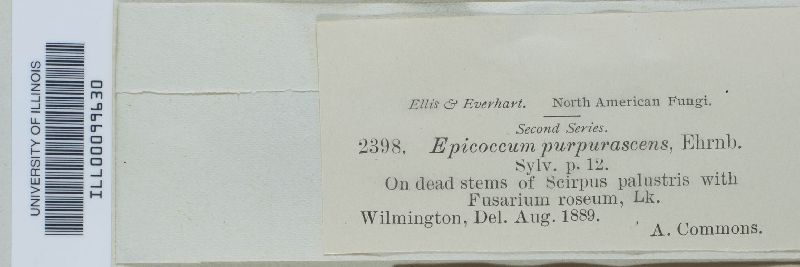 UNIVERSITY OF ILLINOIS
ILL00099630
Ellis & Everhart. North American Fungi.
Second Series.
2398. Epicoccum purpurascens, Ehrnb.
Sylv. p. 12.
On dead stems of Scirpus palustris with
Fusarium roseum, Lk.
Wilmington, Del. Aug. 1889.
A. Commons.